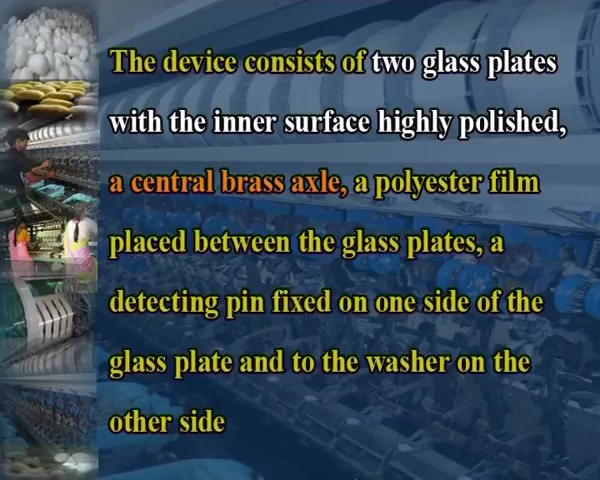 The device consists of two glass plates
with the inner surface highly polished,
a central brass axle, a polyester film
placed between the glass plates, a
detecting pin fixed on one side of the
glass plate and to the washer on the
other side